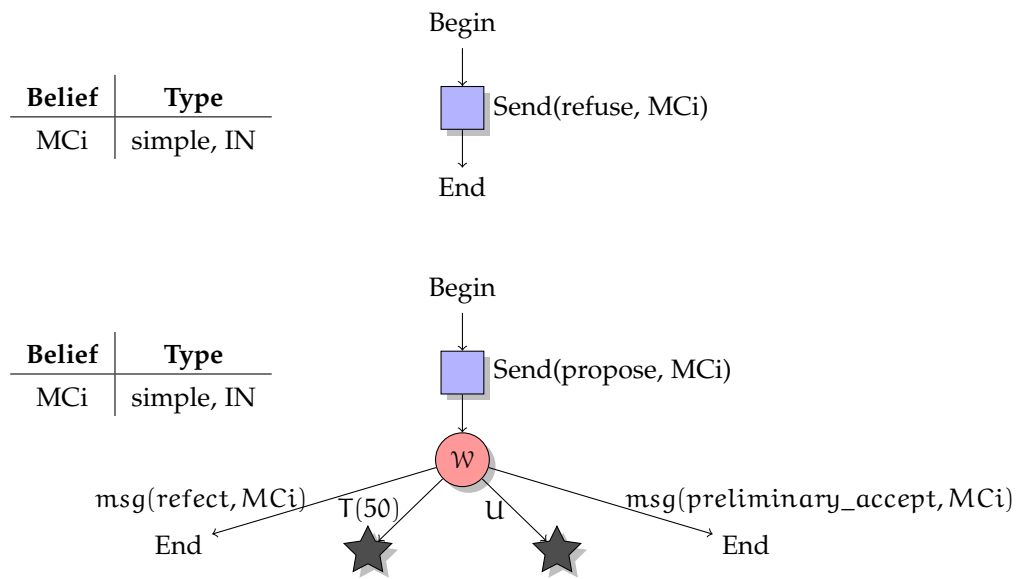 Begin
Belief Type
MCi simple, IN
Send(refuse, MCi)
End
Begin
Belief Type
MCi simple, IN
Send(propose, MCi)
W
msg(refect, MCi)
T(50)
U
msg(preliminary_accept, MCi)
End
End